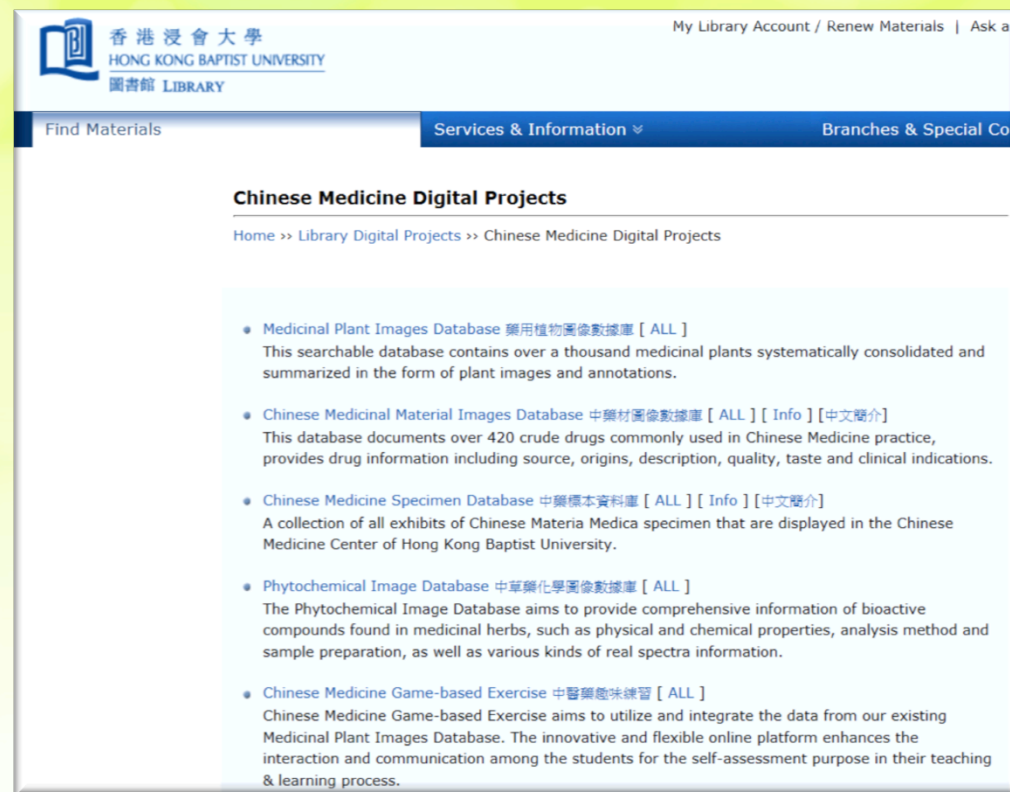 香港浸會大學
HONG KONG BAPTIST UNIVERSITY
圖書館 LIBRARY
My Library Account / Renew Materials | Ask a
Find Materials
Services & Information
Branches & Special Co
Chinese Medicine Digital Projects
Home ›› Library Digital Projects ›› Chinese Medicine Digital Projects
Medicinal Plant Images Database 藥用植物圖像數據庫 [ ALL ]
This searchable database contains over a thousand medicinal plants systematically consolidated and
summarized in the form of plant images and annotations.
Chinese Medicinal Material Images Database 中藥材圖像數據庫 [ ALL ] [ Info ] [中文簡介]
This database documents over 420 crude drugs commonly used in Chinese Medicine practice,
provides drug information including source, origins, description, quality, taste and clinical indications.
Chinese Medicine Specimen Database 中藥標本資料庫 [ ALL ] [ Info ] [中文簡介]
A collection of all exhibits of Chinese Materia Medica specimen that are displayed in the Chinese
Medicine Center of Hong Kong Baptist University.
Phytochemical Image Database 中草藥化學圖像數據庫 [ ALL ]
The Phytochemical Image Database aims to provide comprehensive information of bioactive
compounds found in medicinal herbs, such as physical and chemical properties, analysis method and
sample preparation, as well as various kinds of real spectra information.
Chinese Medicine Game-based Exercise 中醫藥趣味練習 [ ALL ]
Chinese Medicine Game-based Exercise aims to utilize and integrate the data from our existing
Medicinal Plant Images Database. The innovative and flexible online platform enhances the
interaction and communication among the students for the self-assessment purpose in their teaching
& learning process.